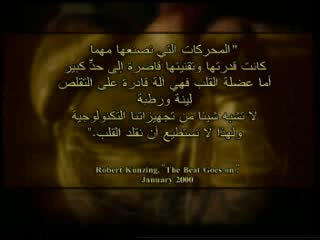 "المحركات التي نصنعها مهما
كانت قدرتها وتقنيتها قاصرة إلى حدٍّ كبير
أما عضلة القلب فهي آلة قادرة على التقلص
لينة ورطبة
لا تشبه شيئا من تجهيزاتنا التكنولوجية
ولهذا لا نستطيع أن نقلد القلب."
Robert Kunzing, "The Beat Goes on",
January 2000